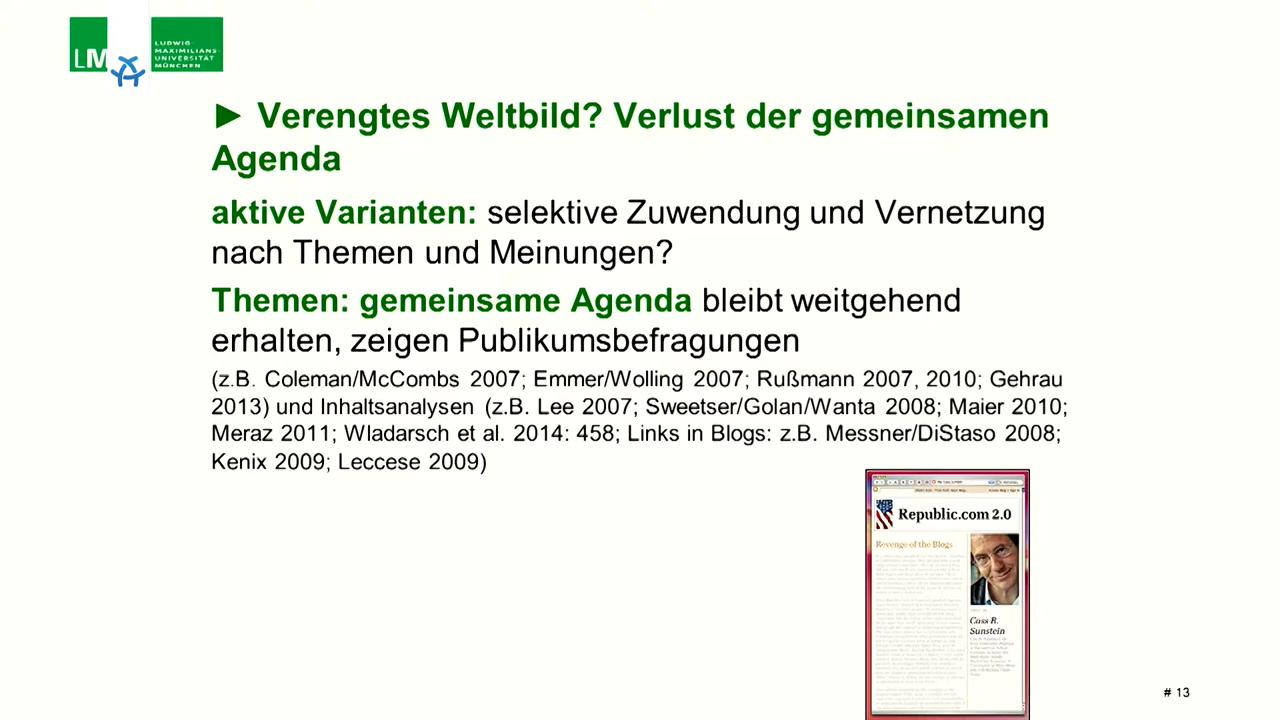 LMU
LUDWIG-
MAXIMILIANS-
UNIVERSITÄT
MÜNCHEN
► Verengtes Weltbild? Verlust der gemeinsamen
Agenda
aktive Varianten: selektive Zuwendung und Vernetzung
nach Themen und Meinungen?
Themen: gemeinsame Agenda bleibt weitgehend
erhalten, zeigen Publikumsbefragungen
(z.B. Coleman/McCombs 2007; Emmer/Wolling 2007; Rußmann 2007, 2010; Gehrau
2013) und Inhaltsanalysen (z.B. Lee 2007; Sweetser/Golan/Wanta 2008; Maier 2010;
Meraz 2011; Wladarsch et al. 2014: 458; Links in Blogs: z.B. Messner/DiStaso 2008;
Kenix 2009; Leccese 2009)
Republic.com 2.0
Revenge of the Blogs
Cass R.
Sunstein
# 13